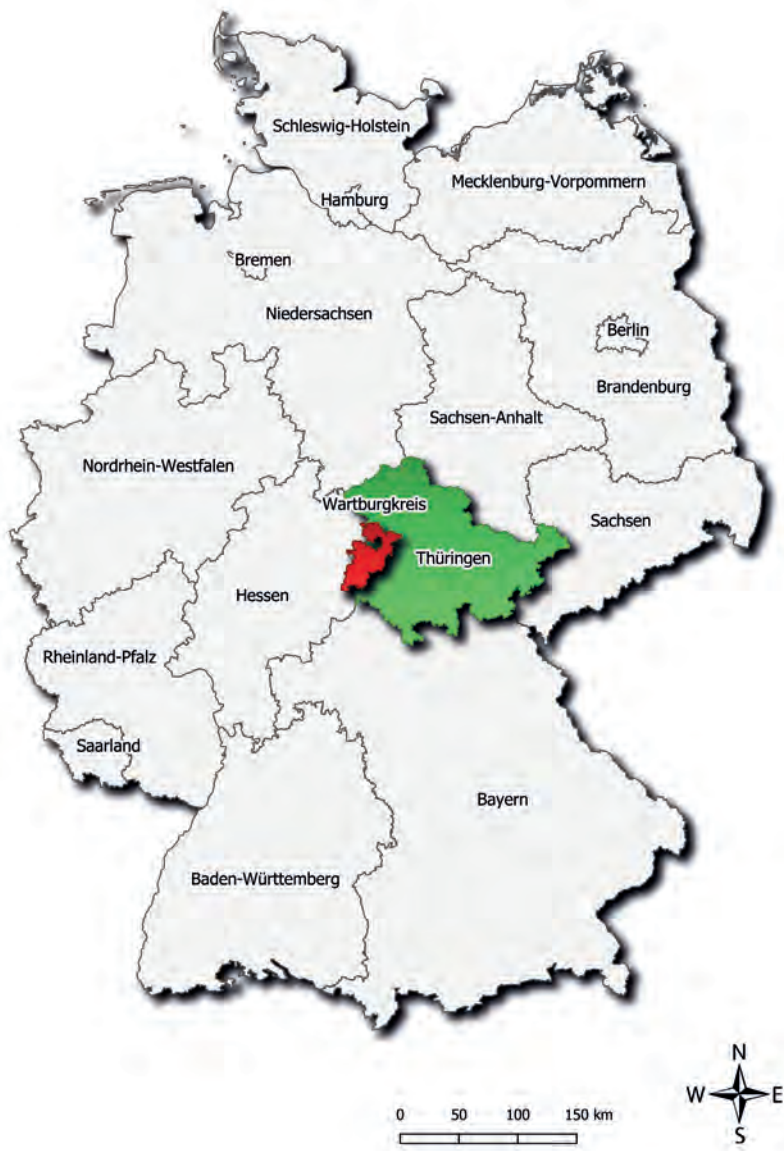 Schleswig-Holstein
Mecklenburg-Vorpommern
Hamburg
Bremen
Niedersachsen
Berlin
Brandenburg
Sachsen-Anhalt
Nordrhein-Westfalen
Wartburgkreis
Sachsen
Thüringen
Hessen
Rheinland-Pfalz
Saarland
Bayern
Baden-Württemberg
N
W E
S
0 50 100 150 km